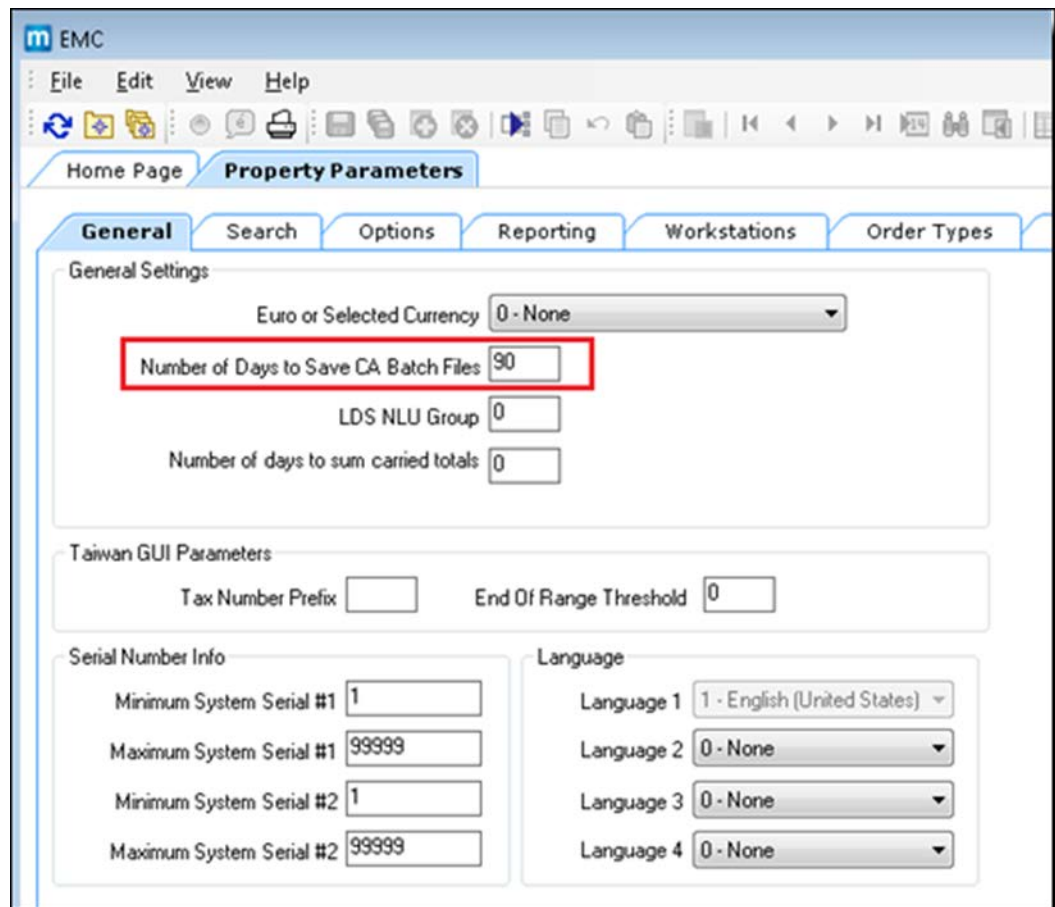 m EMC
File Edit View Help
Home Page Property Parameters
General Search Options Reporting Workstations Order Types
General Settings
Euro or Selected Currency 0 - None
Number of Days to Save CA Batch Files 90
LDS NLU Group 0
Number of days to sum carried totals 0
Taiwan GUI Parameters
Tax Number Prefix End Of Range Threshold 0
Serial Number Info Language
Minimum System Serial #1 1 Language 1 1 - English (United States)
Maximum System Serial #1 99999 Language 2 0 - None
Minimum System Serial #2 1 Language 3 0 - None
Maximum System Serial #2 99999 Language 4 0 - None